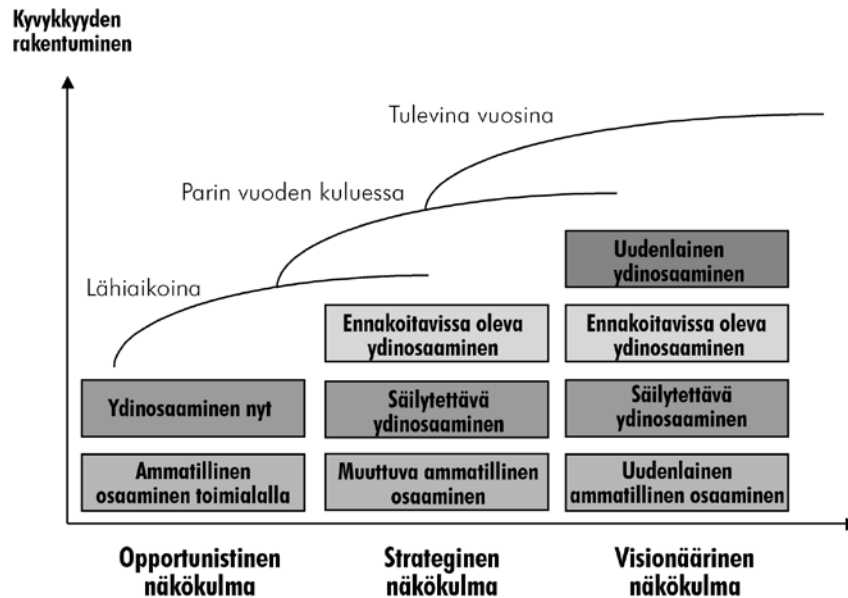 Kyvykkyyden
rakentuminen
Tulevina vuosina
Parin vuoden kuluessa
Lähiaikoina
Uudenlainen
ydinosaaminen
Ennakoitavissa oleva
ydinosaaminen
Ennakoitavissa oleva
ydinosaaminen
Ydinosaaminen nyt
Säilytettävä
ydinosaaminen
Säilytettävä
ydinosaaminen
Ammatillinen
osaaminen toimialalla
Muuttuva ammatillinen
osaaminen
Uudenlainen
ammatillinen osaaminen
Opportunistinen
näkökulma
Strateginen
näkökulma
Visionäärinen
näkökulma